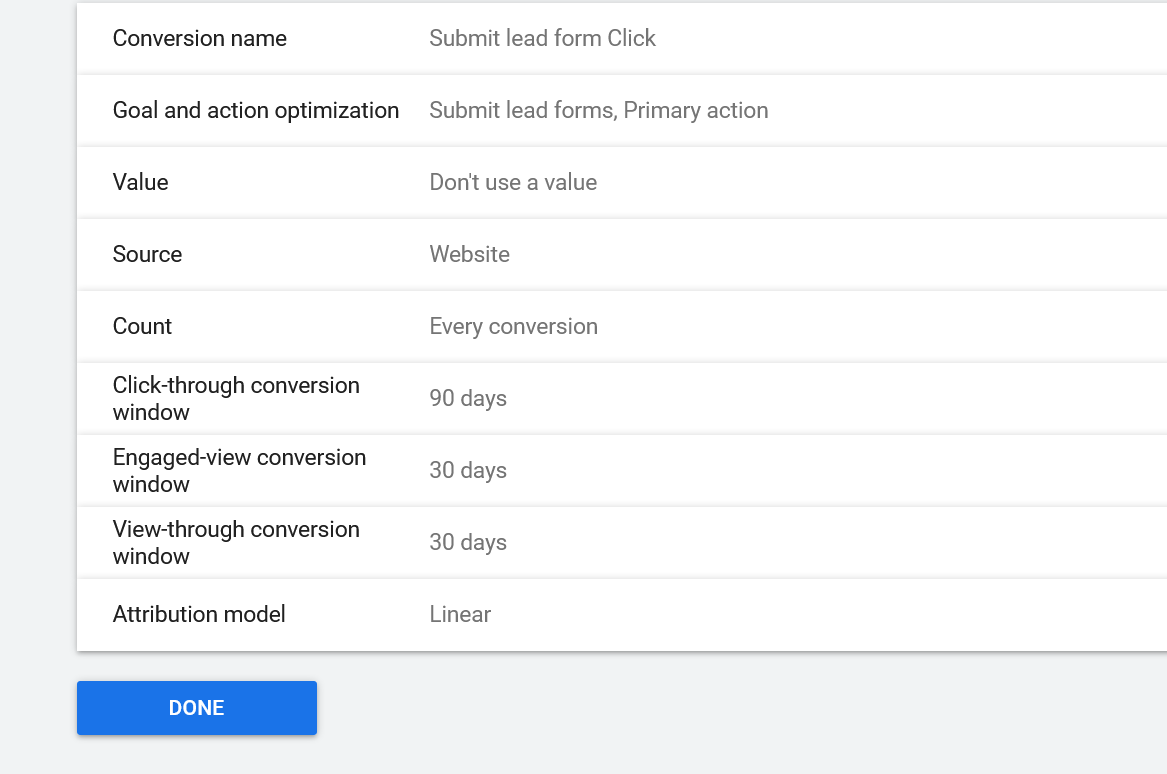 Conversion name Submit lead form Click
Goal and action optimization Submit lead forms, Primary action
Value Don't use a value
Source Website
Count Every conversion
Click-through conversion
window 90 days
Engaged-view conversion
window 30 days
View-through conversion
window 30 days
Attribution model Linear
DONE